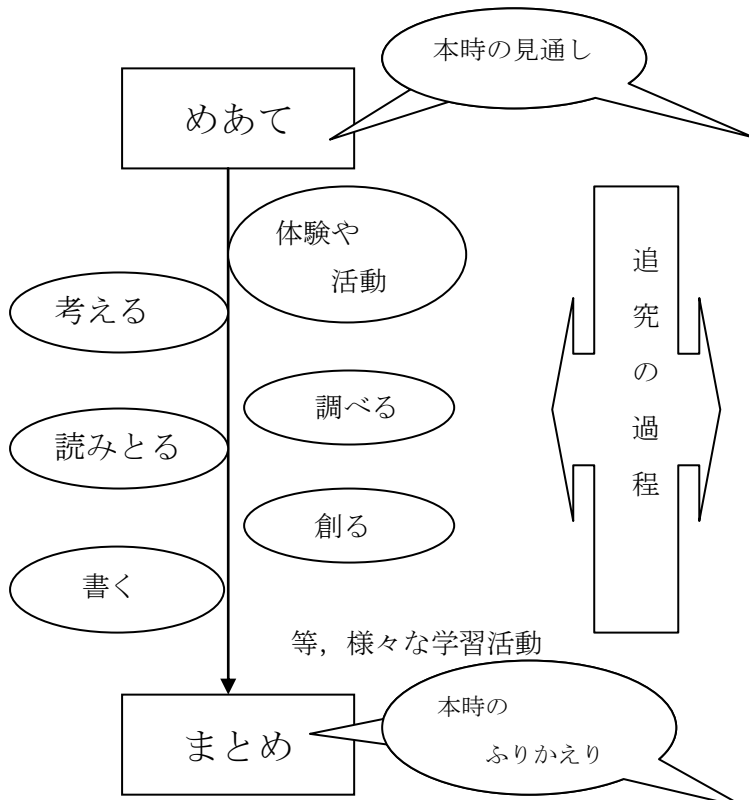 本時の見通し
めあて
体験や
活動
考える
調べる
読みとる
創る
書く
追究の過程
等，様々な学習活動
まとめ
本時の
ふりかえり